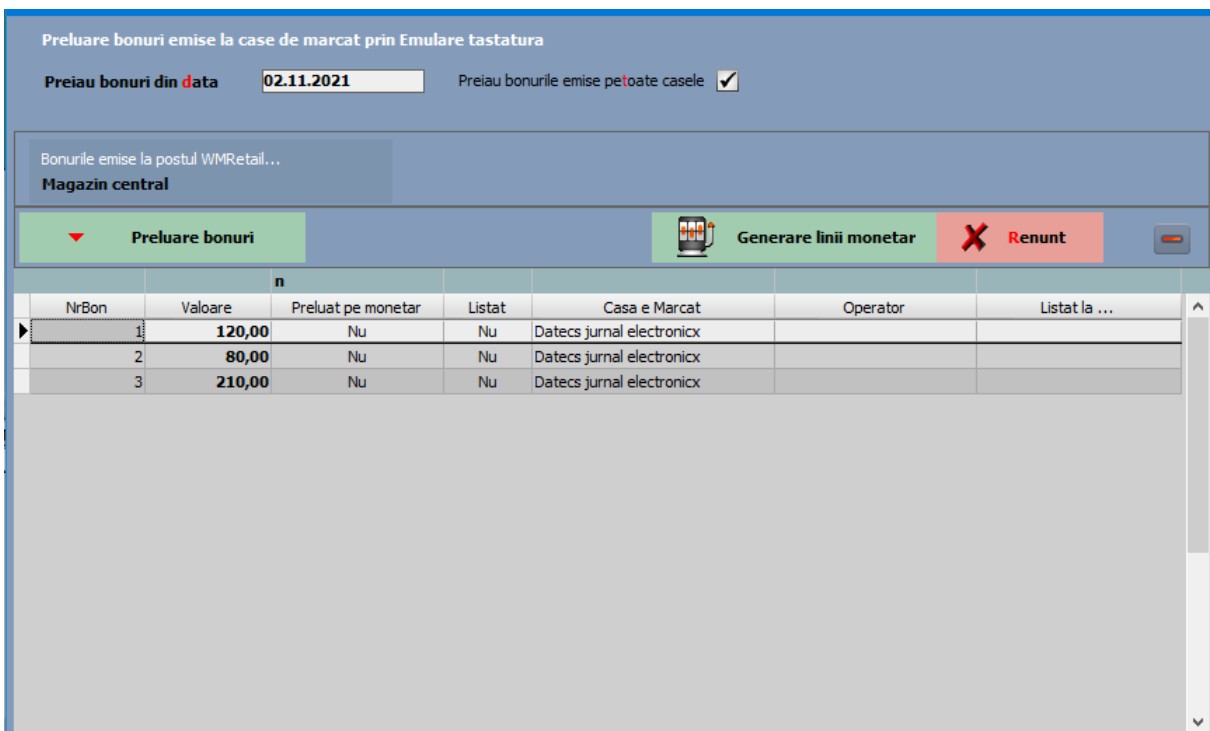 Preluare bonuri emise la case de marcat prin Emulare tastatura
Preiau bonuri din data 02.11.2021 Preiau bonurile emise petoate casele
Bonurile emise la postul WMRetail...
Magazin central
Preluare bonuri Generare linii monetar Renunt
n
NrBon Valoare Preluat pe monetar Listat Casa e Marcat Operator Listat la ...
1 120,00 Nu Nu Datecs jurnal electronicx
2 80,00 Nu Nu Datecs jurnal electronicx
3 210,00 Nu Nu Datecs jurnal electronicx